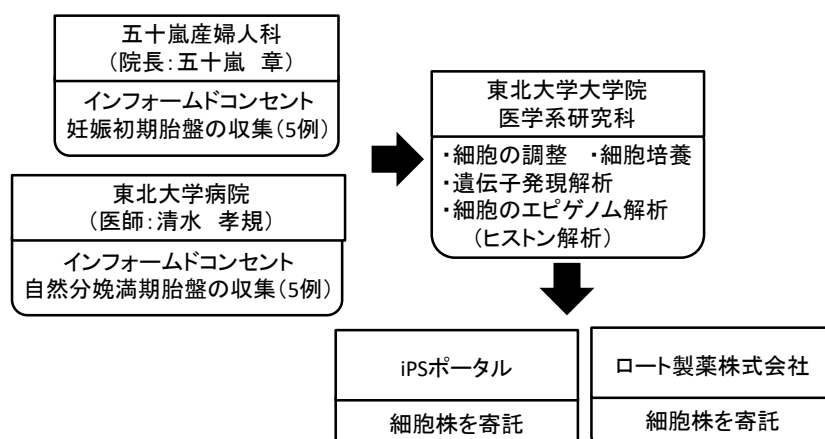 五十嵐産婦人科
（院長：五十嵐　章）
インフォームドコンセント
妊娠初期胎盤の収集（5例）
東北大学病院
（医師：清水　孝規）
インフォームドコンセント
自然分娩満期胎盤の収集（5例）
東北大学大学院
医学系研究科
・細胞の調整　・細胞培養
・遺伝子発現解析
・細胞のエピゲノム解析
（ヒストン解析）
iPSポータル
細胞株を寄託
ロート製薬株式会社
細胞株を寄託